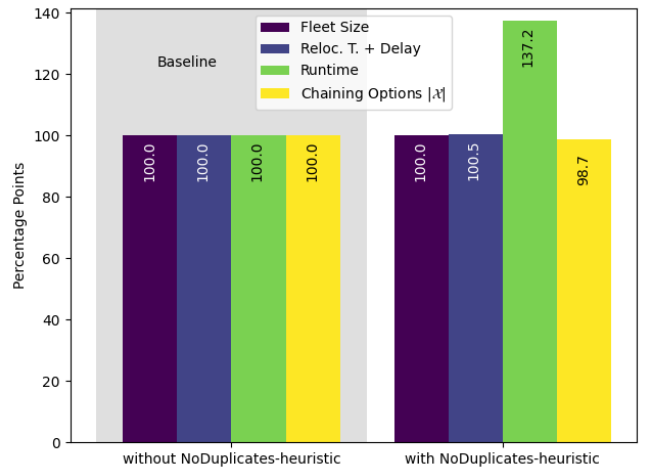 140
120
100
80
60
40
20
0
Percentage Points
Baseline
Fleet Size
Reloc. T. + Delay
Runtime
Chaining Options |𝒳|
100.0
100.0
100.0
100.0
100.0
100.5
137.2
98.7
without NoDuplicates-heuristic
with NoDuplicates-heuristic